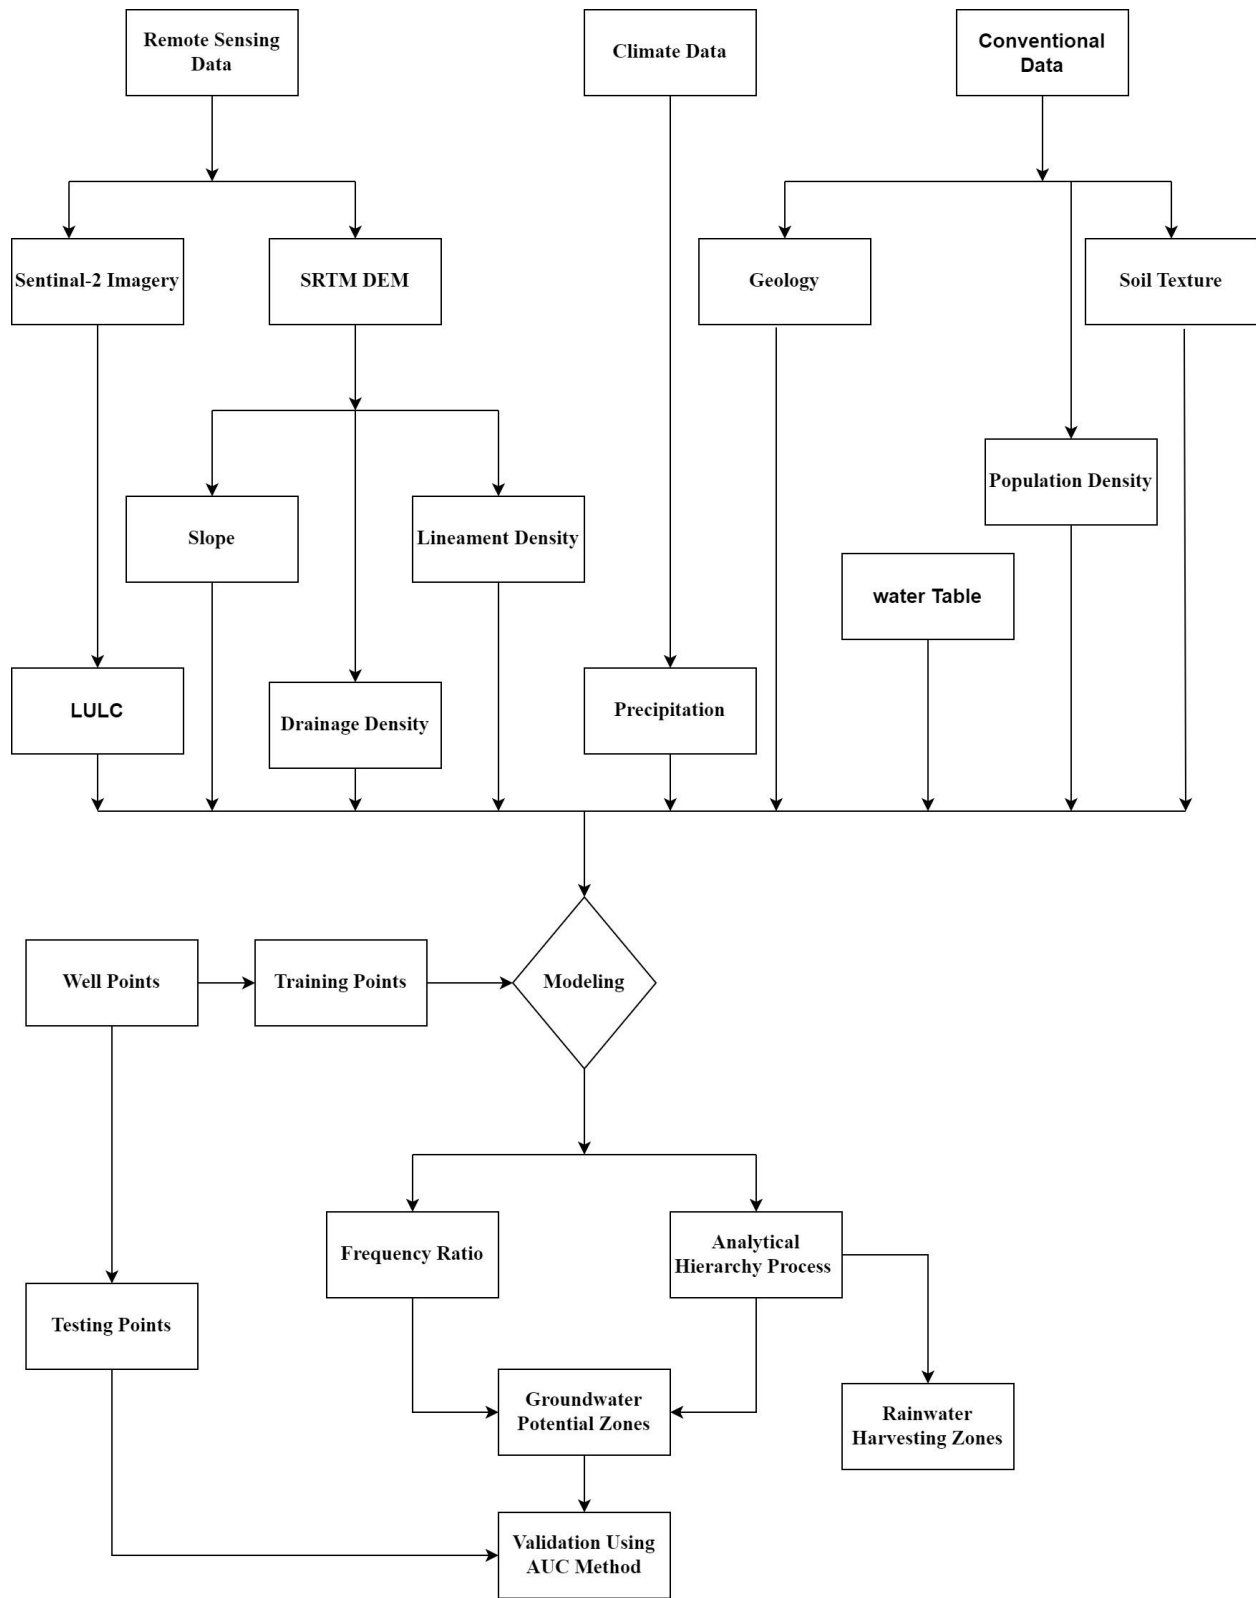 Remote Sensing
Data
Climate Data
Conventional
Data
Sentinal-2 Imagery
SRTM DEM
Geology
Soil Texture
Population Density
Slope
Lineament Density
water Table
LULC
Drainage Density
Precipitation
Well Points
Training Points
Modeling
Frequency Ratio
Analytical
Hierarchy Process
Testing Points
Groundwater
Potential Zones
Rainwater
Harvesting Zones
Validation Using
AUC Method